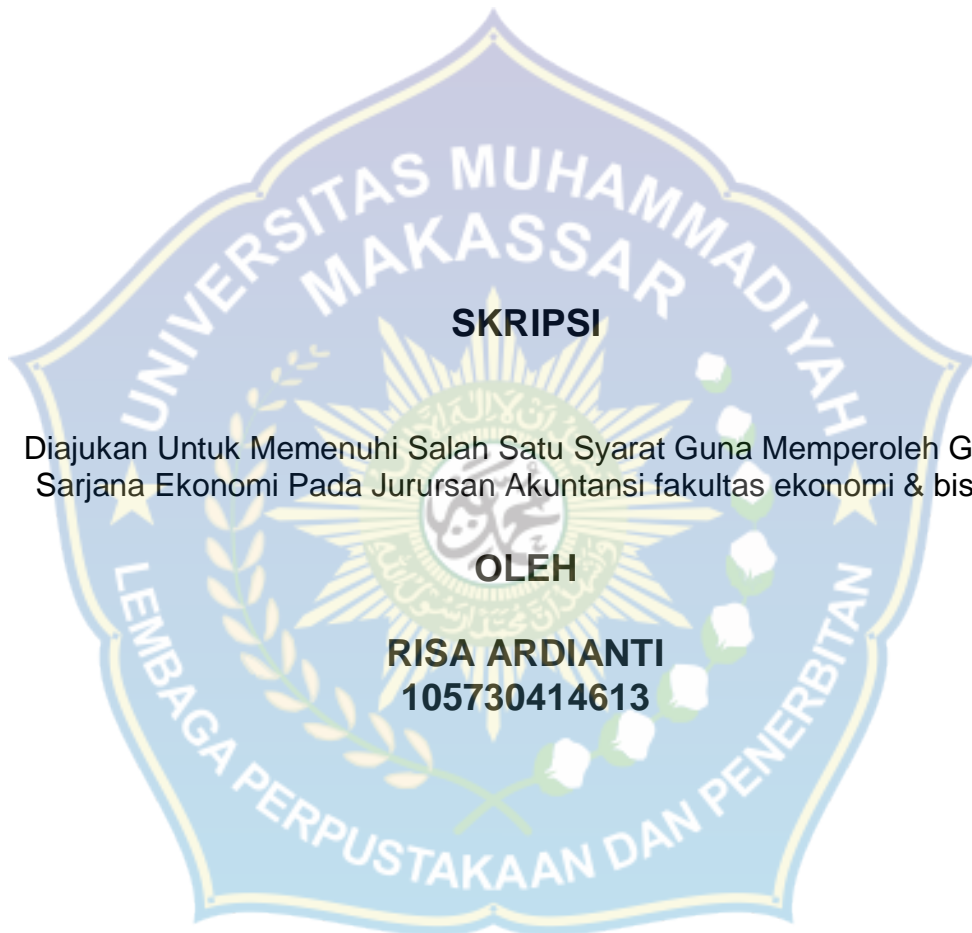 UNIVERSITAS MUHAMMADIYAH
MAKASSAR
SKRIPSI
Diajukan Untuk Memenuhi Salah Satu Syarat Guna Memperoleh G
Sarjana Ekonomi Pada Jurursan Akuntansi fakultas ekonomi & bis
OLEH
RISA ARDIANTI
105730414613
LEMBAGA PERPUSTAKAAN DAN PENERBITAN